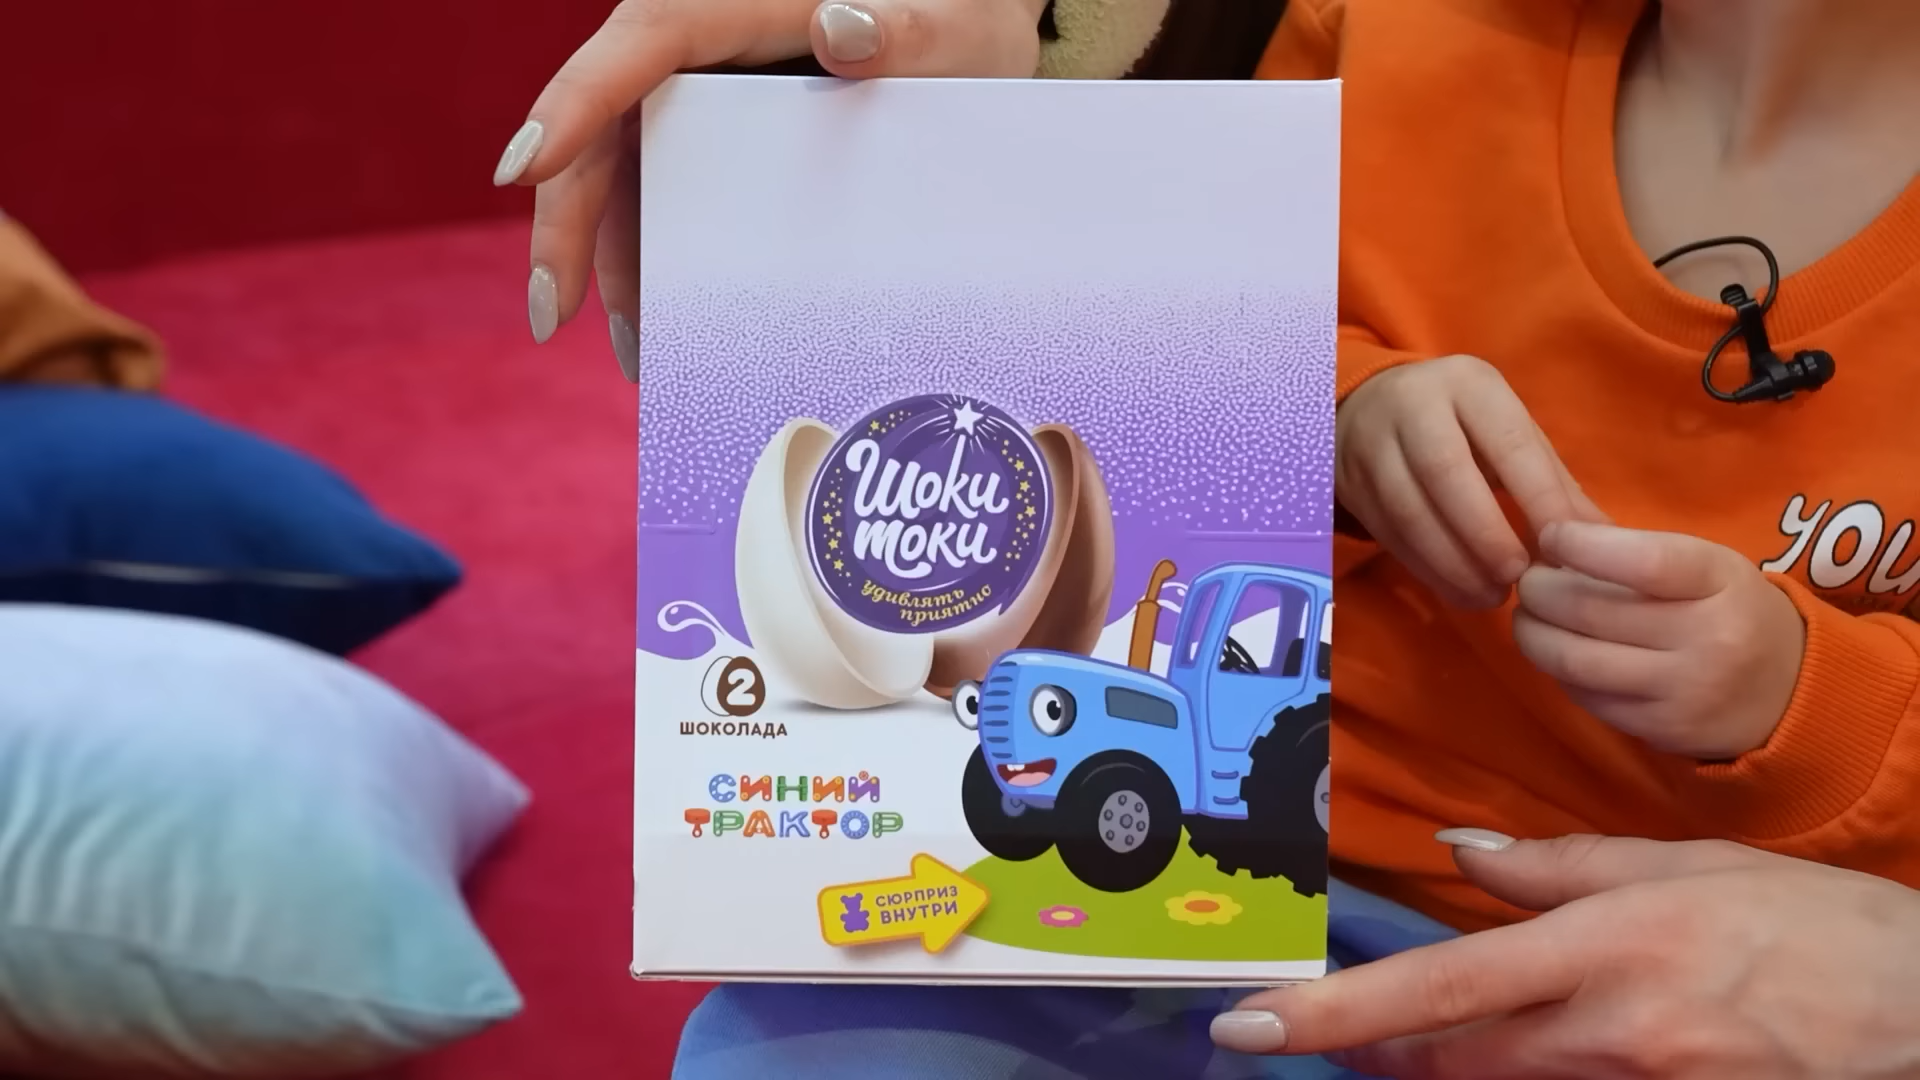 Шоки
токи
удивлять
приятно
2
ШОКОЛАДА
СИНИЙ
ТРАКТОР
СЮРПРИЗ
ВНУТРИ
YOU